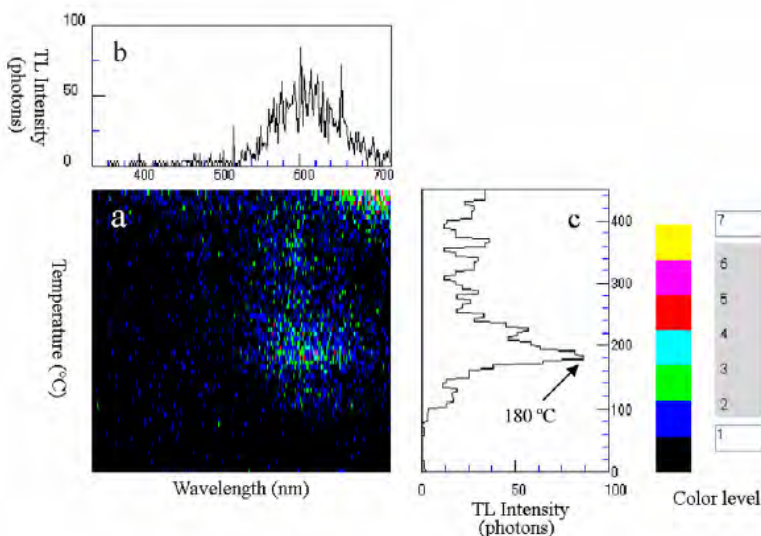 100
b
TL Intensity
(photons)
50
0
400 500 600 700
a
Temperature (°C)
Wavelength (nm)
c
400
300
200
180 °C
100
0
0 50 100
TL Intensity
(photons)
7
6
5
4
3
2
1
Color level